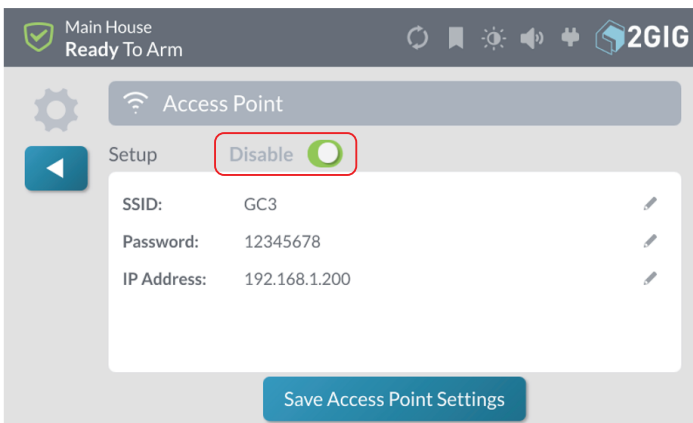 Main House
Ready To Arm
2GIG
Access Point
Setup Disable
SSID: GC3
Password: 12345678
IP Address: 192.168.1.200
Save Access Point Settings